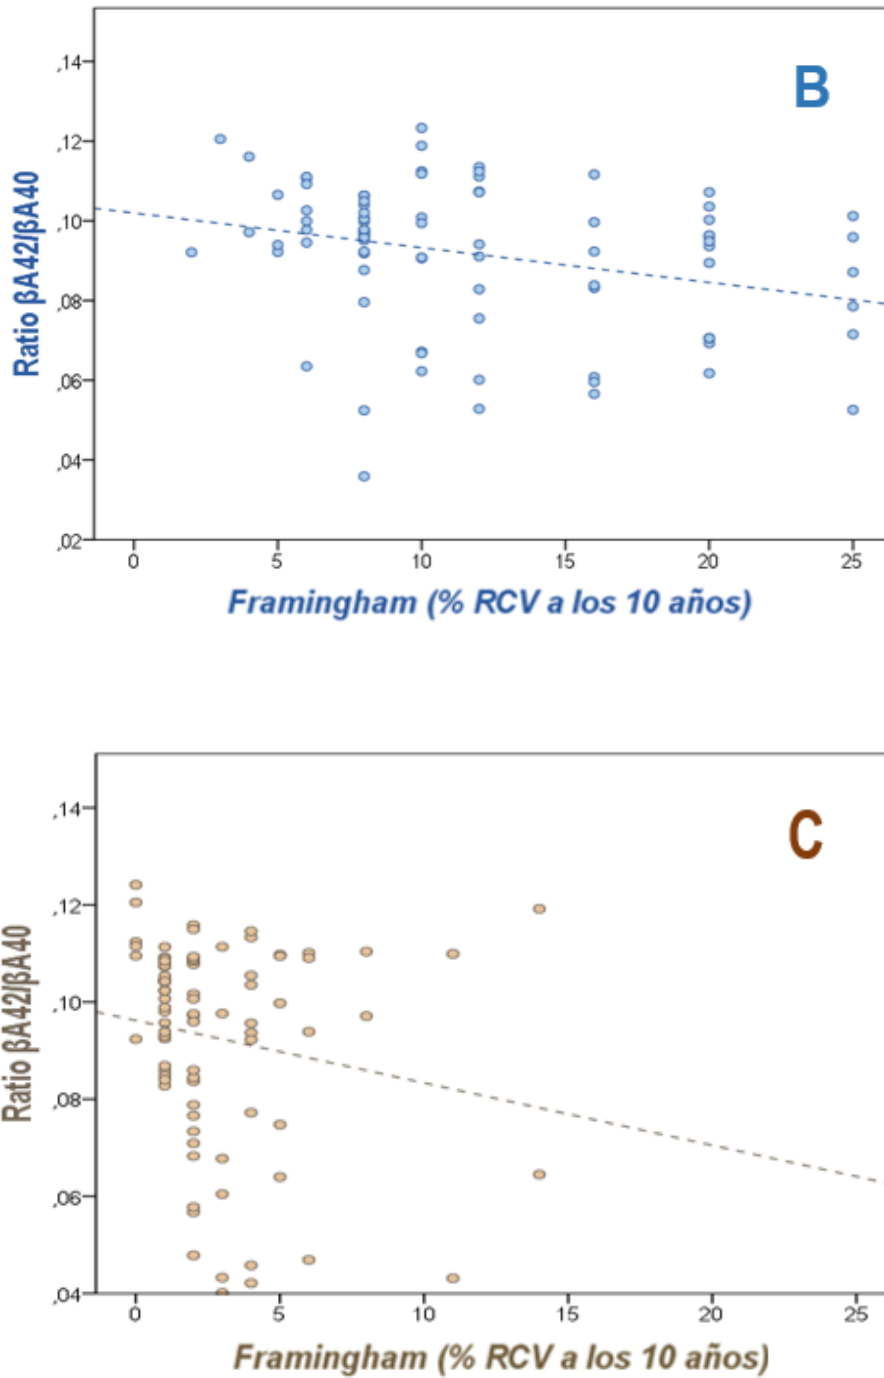 B
Ratio βA42/βA40
,14
,12
,10
,08
,06
,04
,02
0 5 10 15 20 25
Framingham (% RCV a los 10 años)
C
Ratio βA42/βA40
,14
,12
,10
,08
,06
,04
0 5 10 15 20 25
Framingham (% RCV a los 10 años)